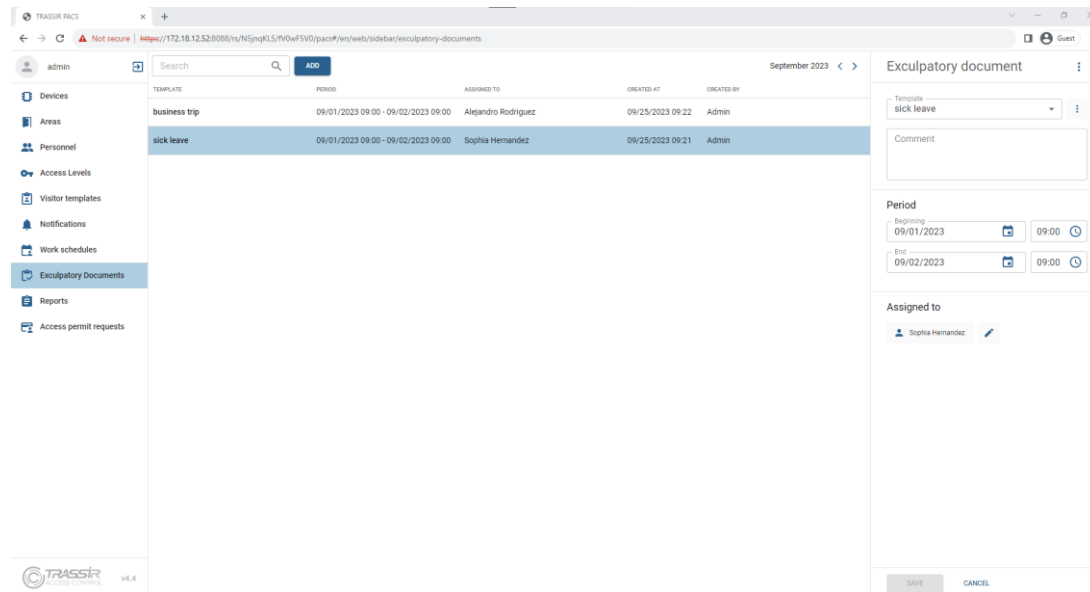 TRASSIR PACS
Not secure | https://172.18.12.52:8088/rs/N5jnqKLS/fV0wF5V0/pacs#/en/web/sidebar/exculpatory-documents
Guest
admin
Search
ADD
September 2023
Exculpatory document
Devices
Areas
Personnel
Access Levels
Visitor templates
Notifications
Work schedules
Exculpatory Documents
Reports
Access permit requests
TEMPLATE PERIOD ASSIGNED TO CREATED AT CREATED BY
business trip 09/01/2023 09:00 - 09/02/2023 09:00 Alejandro Rodriguez 09/25/2023 09:22 Admin
sick leave 09/01/2023 09:00 - 09/02/2023 09:00 Sophia Hernandez 09/25/2023 09:21 Admin
Template
sick leave
Comment
Period
Beginning
09/01/2023 09:00
End
09/02/2023 09:00
Assigned to
Sophia Hernandez
TRASSIR
ACCESS CONTROL
v4.4
SAVE CANCEL